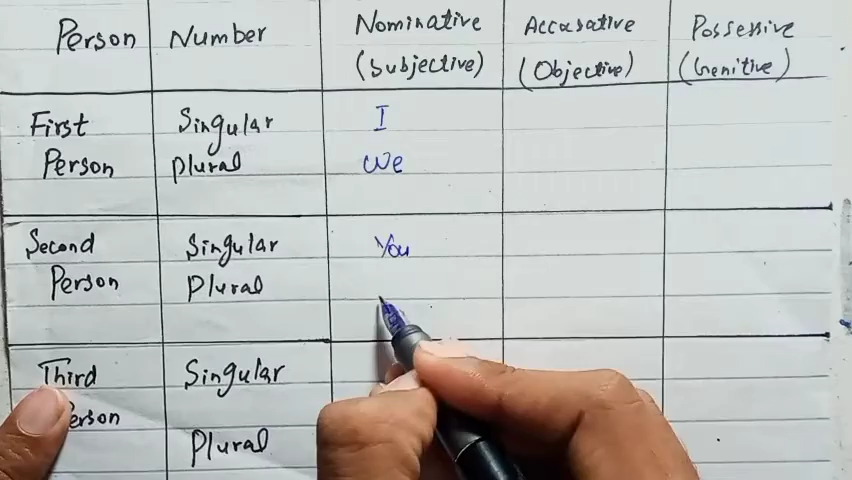 Person Number Nominative (Subjective) Accusative (Objective) Possessive (Genitive)
First Person Singular I
Plural We
Second Person Singular You
Plural
Third Person Singular
Plural